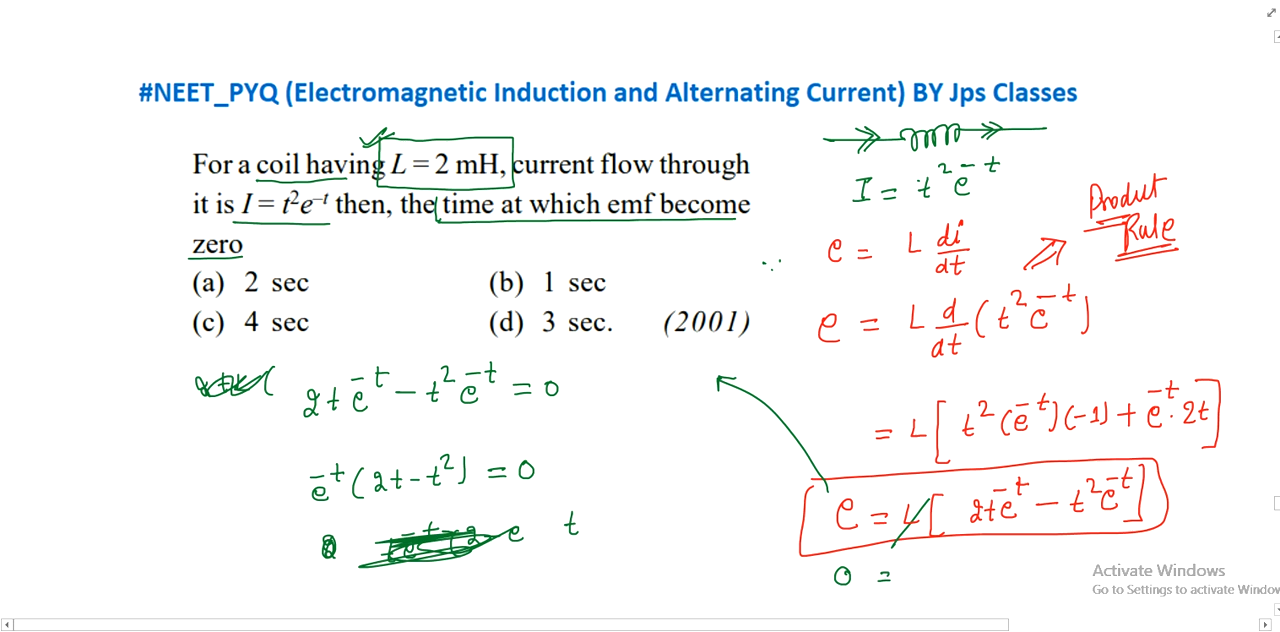 #NEET_PYQ (Electromagnetic Induction and Alternating Current) BY Jps Classes
For a coil having L = 2 mH, current flow through
it is I = t²e⁻ᵗ then, the time at which emf become
zero
(a) 2 sec (b) 1 sec
(c) 4 sec (d) 3 sec. (2001)
I = t²e⁻ᵗ
Product
Rule
∵ e = L di/dt
e = L d/dt (t²e⁻ᵗ)
= L[ t²(e⁻ᵗ)(-1) + e⁻ᵗ.2t]
e = L[ 2te⁻ᵗ - t²e⁻ᵗ]
0 =
2te⁻ᵗ - t²e⁻ᵗ = 0
e⁻ᵗ(2t - t²) = 0
e t
Activate Windows
Go to Settings to activate Window